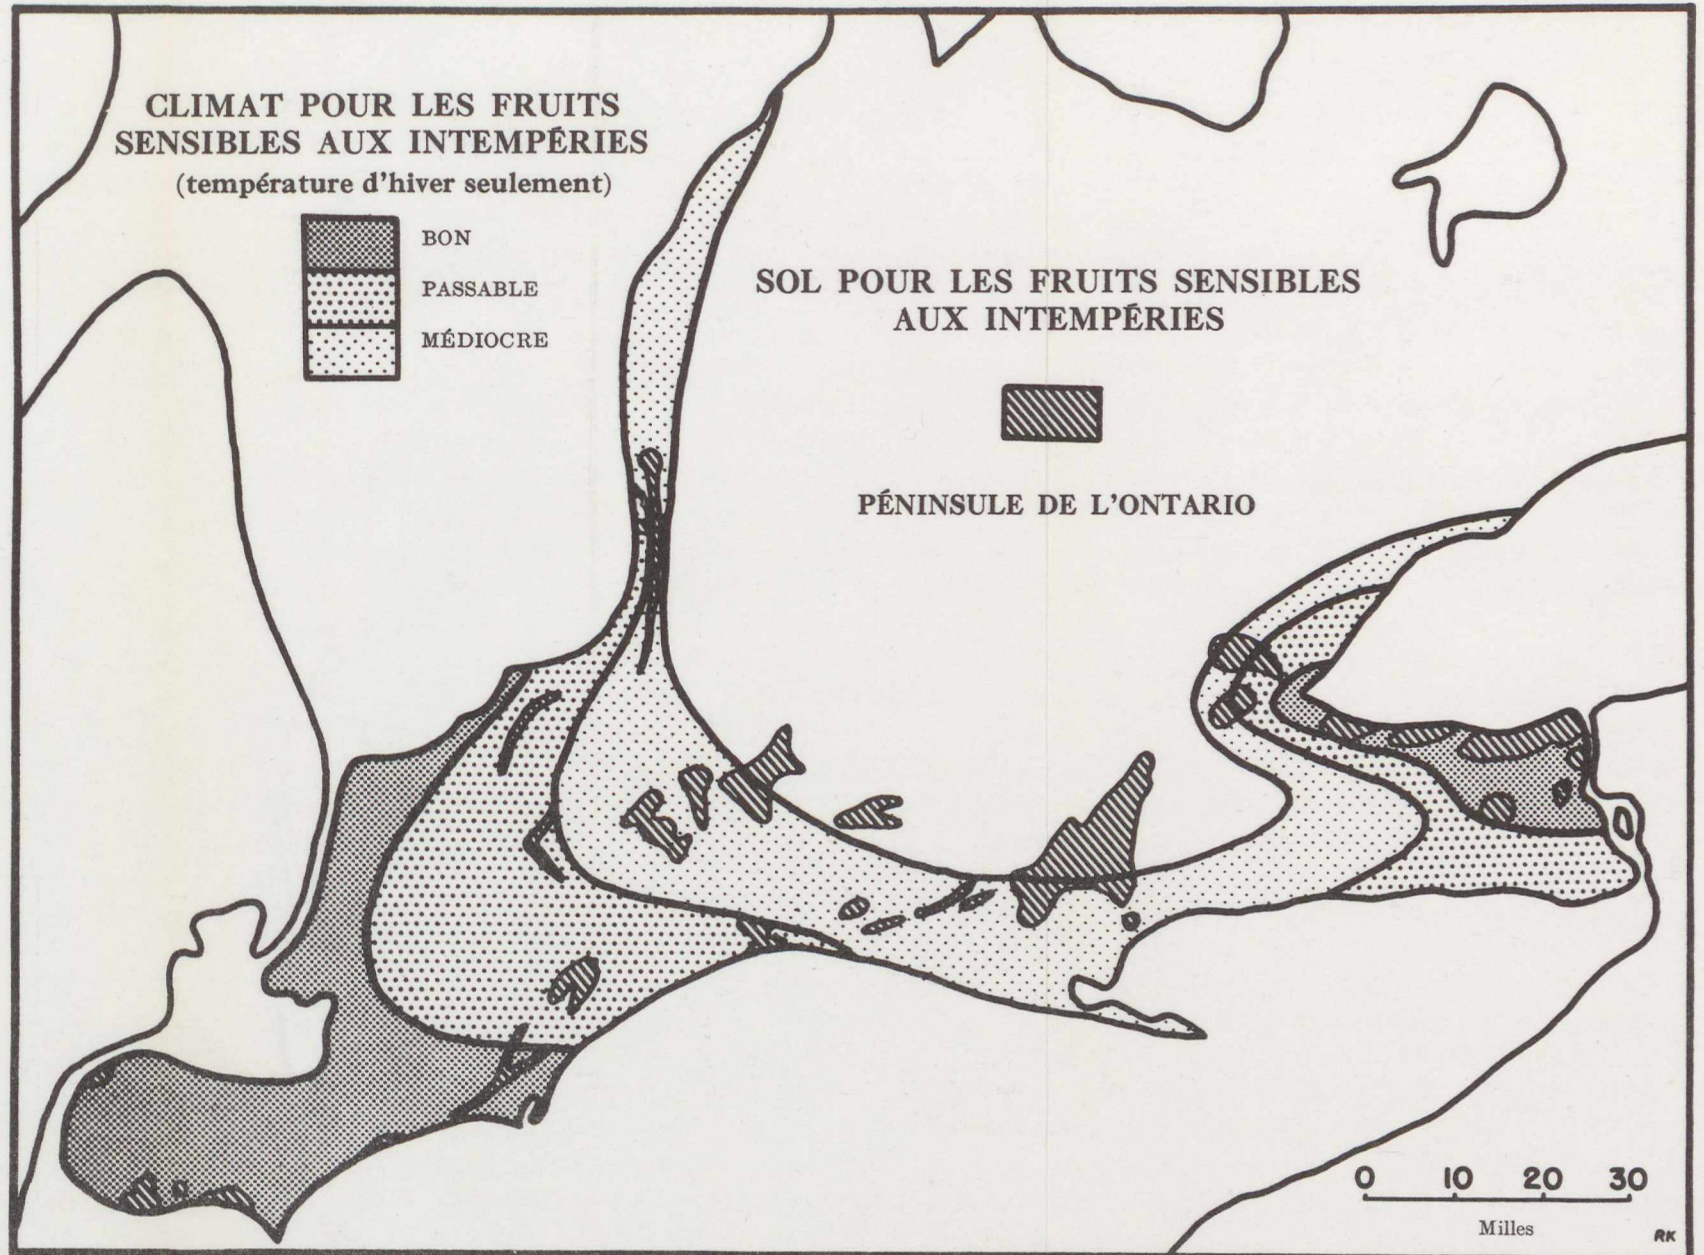 CLIMAT POUR LES FRUITS
SENSIBLES AUX INTEMPÉRIES
(température d'hiver seulement)
BON
PASSABLE
MÉDIOCRE
SOL POUR LES FRUITS SENSIBLES
AUX INTEMPÉRIES
PÉNINSULE DE L'ONTARIO
0 10 20 30
Milles
RK